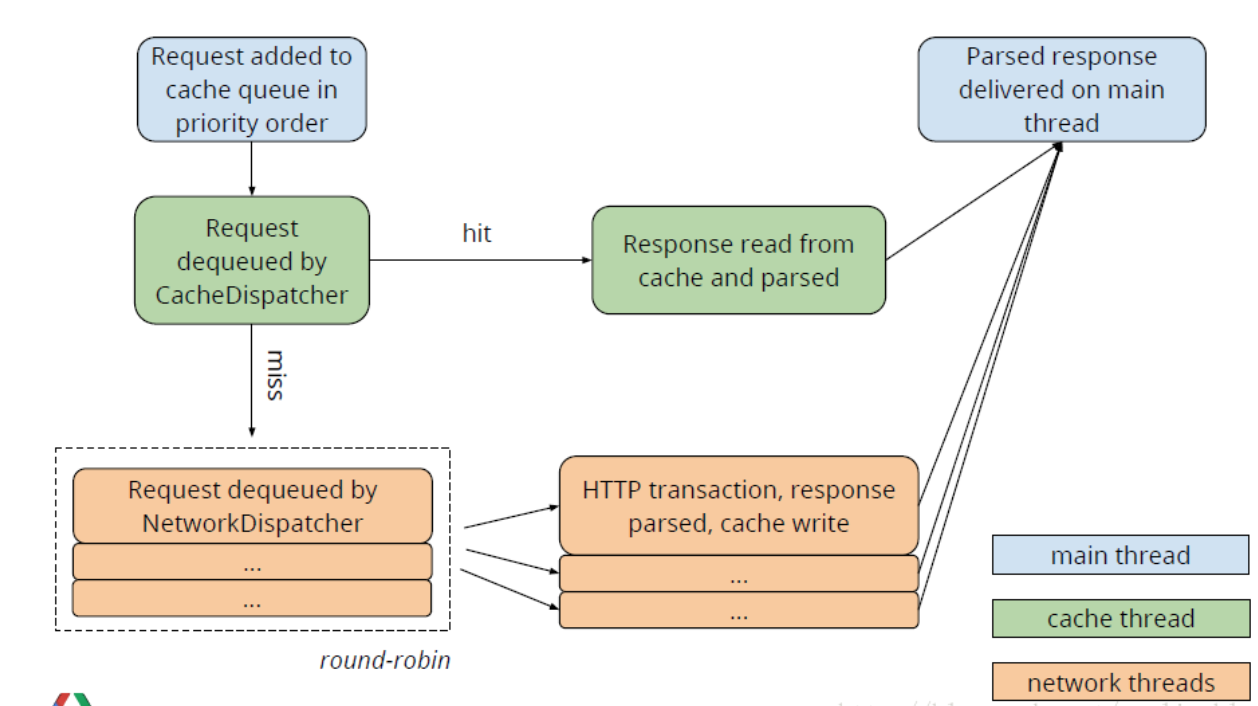 Request added to
cache queue in
priority order
Parsed response
delivered on main
thread
Request
dequeued by
CacheDispatcher
hit
Response read from
cache and parsed
miss
Request dequeued by
NetworkDispatcher
...
...
HTTP transaction, response
parsed, cache write
...
...
round-robin
main thread
cache thread
network threads